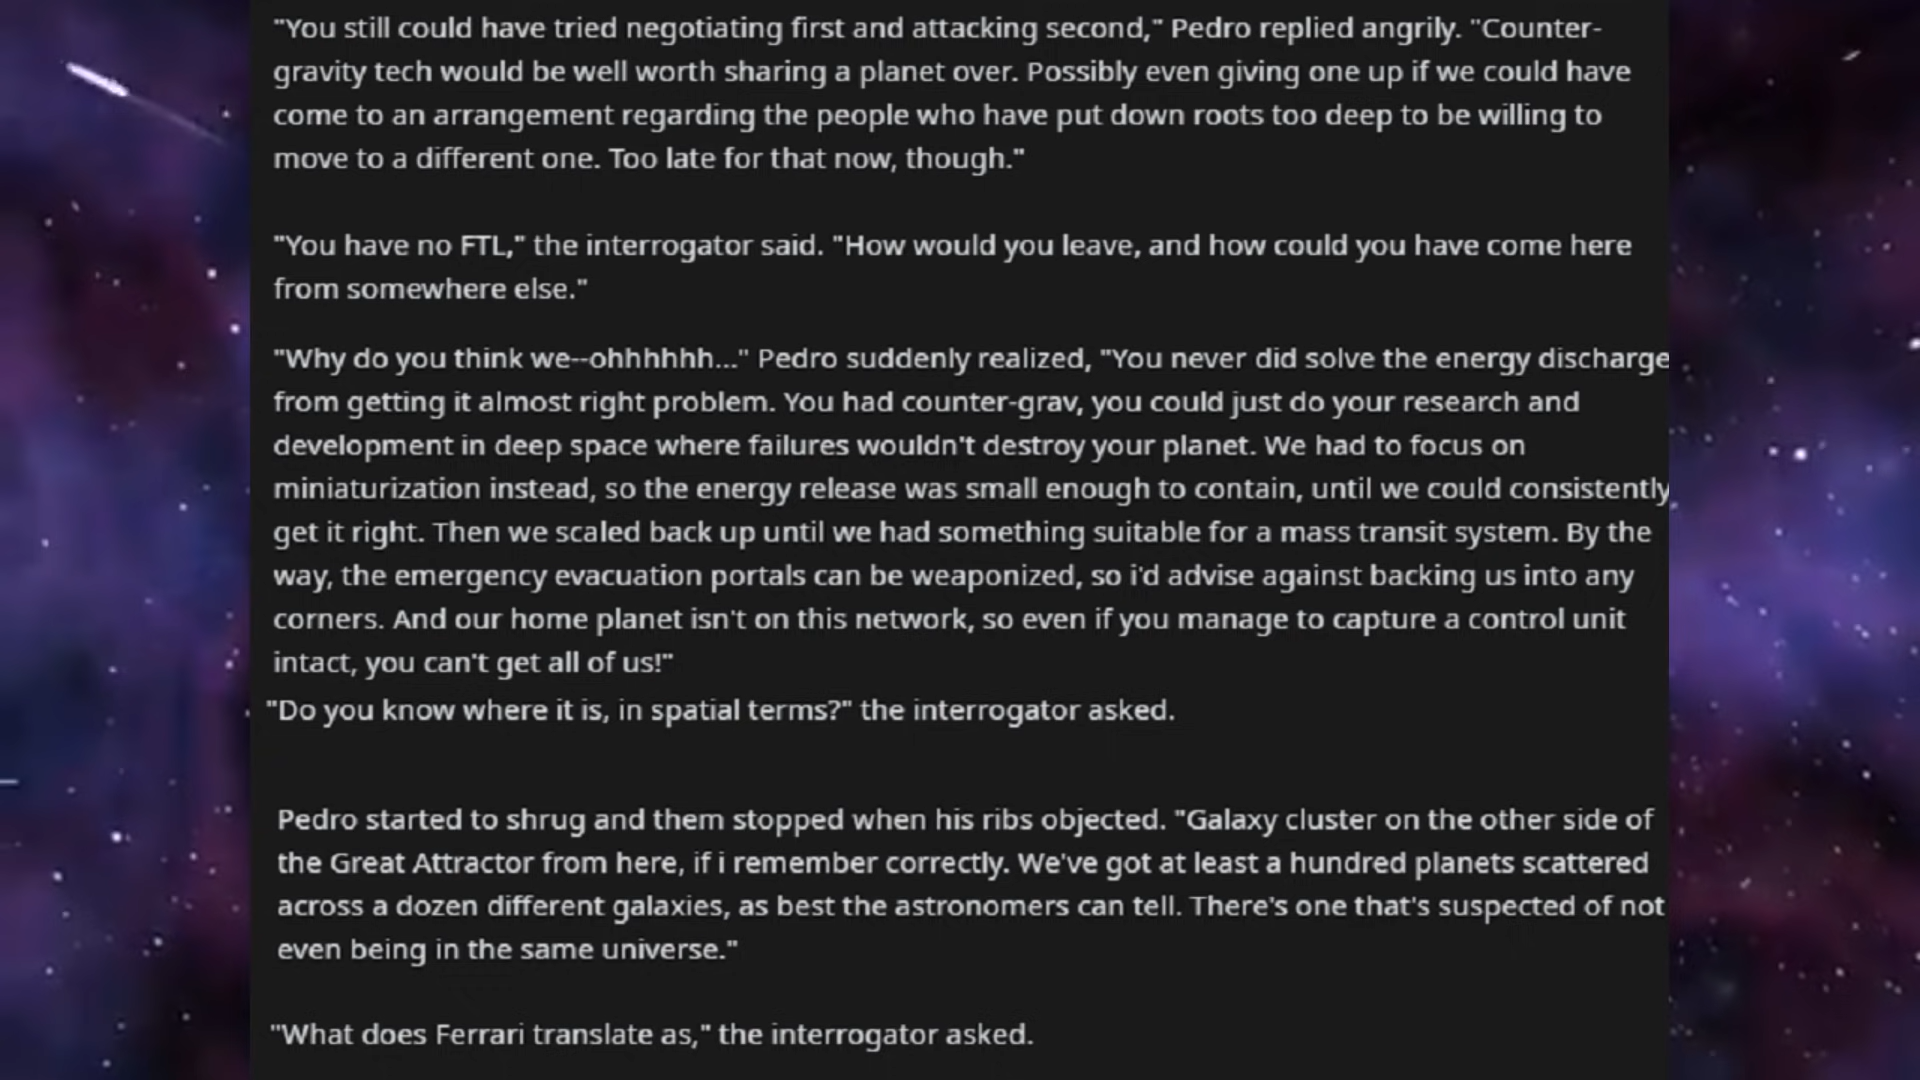 "You still could have tried negotiating first and attacking second," Pedro replied angrily. "Counter-
gravity tech would be well worth sharing a planet over. Possibly even giving one up if we could have
come to an arrangement regarding the people who have put down roots too deep to be willing to
move to a different one. Too late for that now, though."
"You have no FTL," the interrogator said. "How would you leave, and how could you have come here
from somewhere else."
"Why do you think we--ohhhhhh..." Pedro suddenly realized, "You never did solve the energy discharge
from getting it almost right problem. You had counter-grav, you could just do your research and
development in deep space where failures wouldn't destroy your planet. We had to focus on
miniaturization instead, so the energy release was small enough to contain, until we could consistently
get it right. Then we scaled back up until we had something suitable for a mass transit system. By the
way, the emergency evacuation portals can be weaponized, so i'd advise against backing us into any
corners. And our home planet isn't on this network, so even if you manage to capture a control unit
intact, you can't get all of us!"
"Do you know where it is, in spatial terms?" the interrogator asked.
Pedro started to shrug and them stopped when his ribs objected. "Galaxy cluster on the other side of
the Great Attractor from here, if i remember correctly. We've got at least a hundred planets scattered
across a dozen different galaxies, as best the astronomers can tell. There's one that's suspected of not
even being in the same universe."
"What does Ferrari translate as," the interrogator asked.